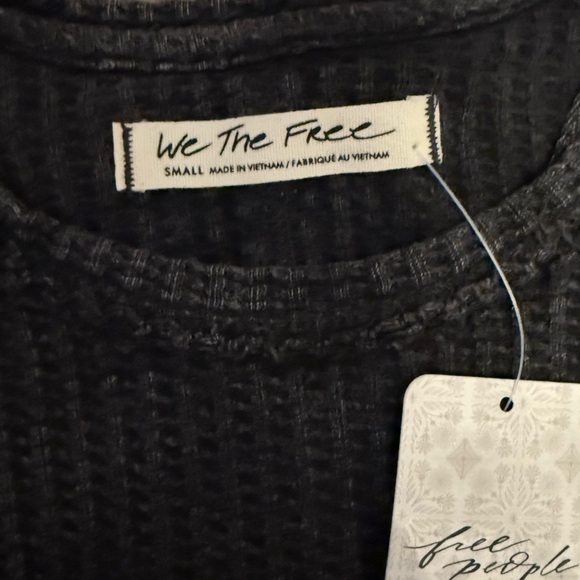 We The Free
SMALL MADE IN VIETNAM / FABRIQUÉ AU VIETNAM
free
people